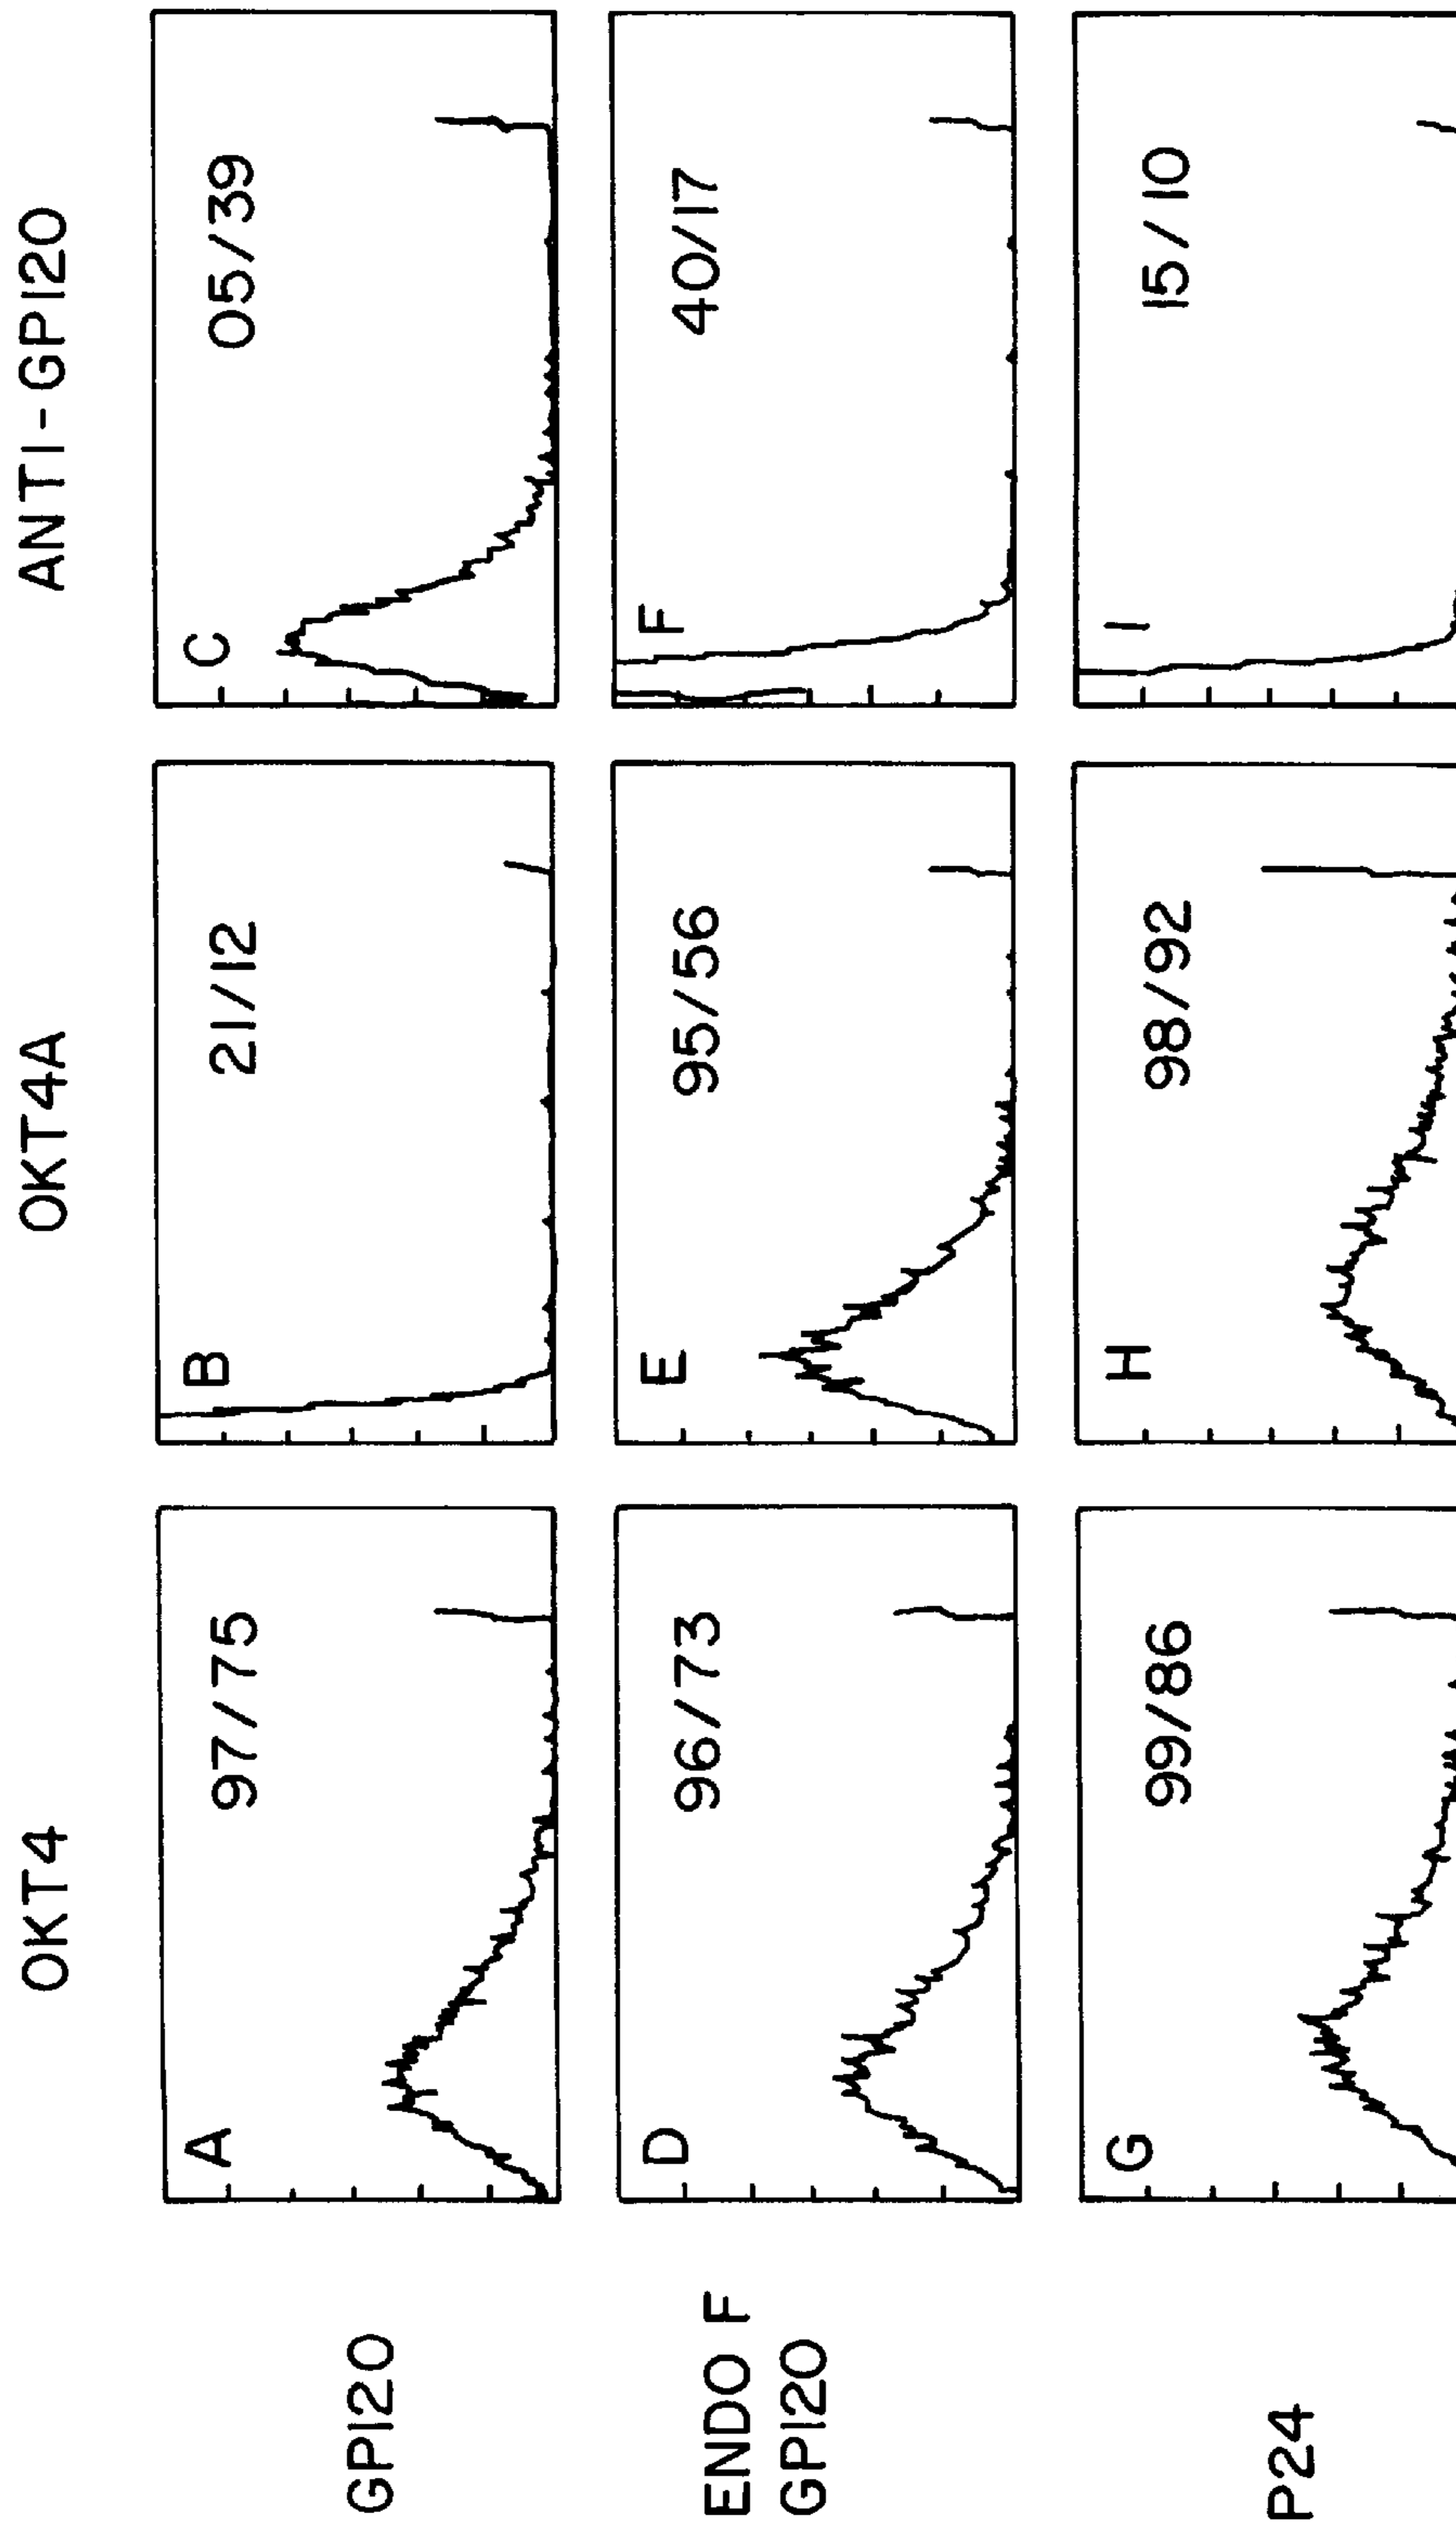 OKT4 OKT4A ANTI-GP120
GP120
A 97/75
B 21/12
C 05/39
ENDO F
GP120
D 96/73
E 95/56
F 40/17
P24
G 99/86
H 98/92
I 15/10